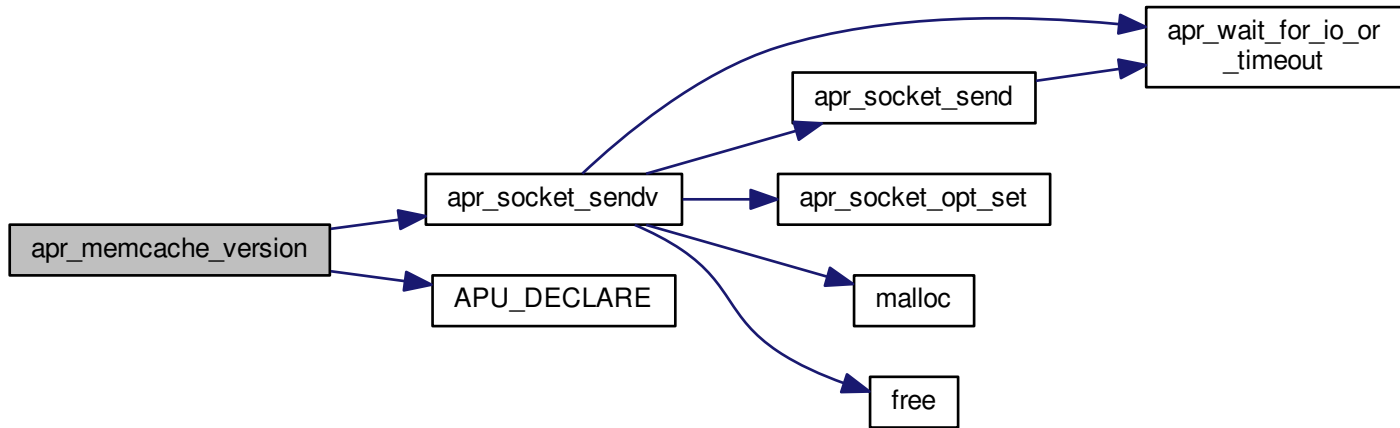 apr_wait_for_io_or
_timeout
apr_socket_send
apr_socket_sendv
apr_socket_opt_set
apr_memcache_version
APU_DECLARE
malloc
free